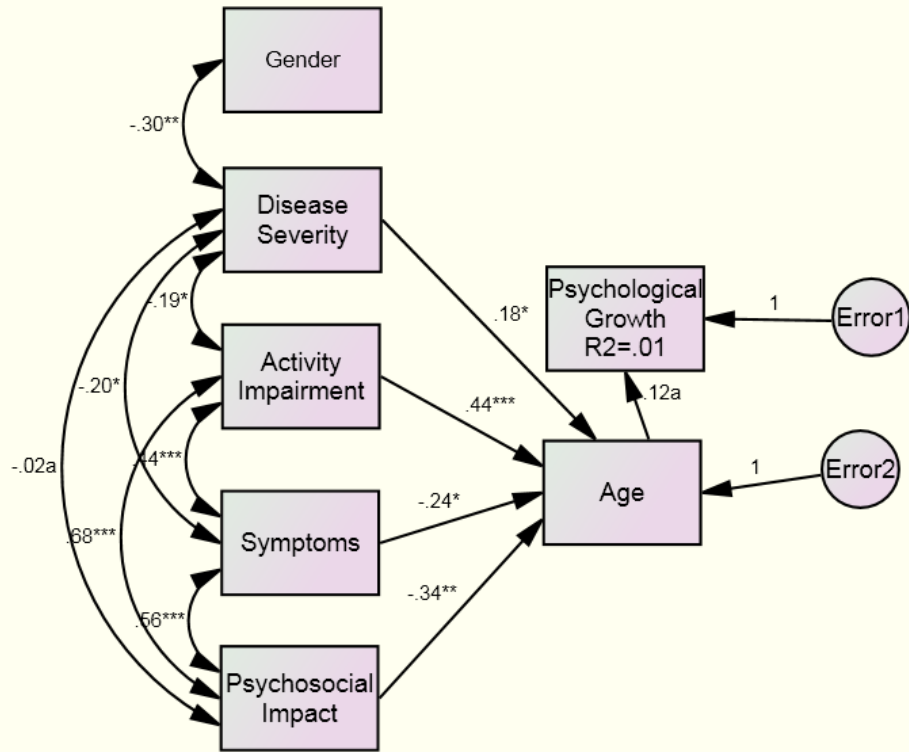 Gender
-.30**
Disease
Severity
-.19*
.18*
Psychological
Growth
R2=.01
1
Error1
Activity
Impairment
-.20*
.44***
.12a
.44***
-.02a
Age
1
Error2
-.24*
Symptoms
.68***
-.34**
.56***
Psychosocial
Impact